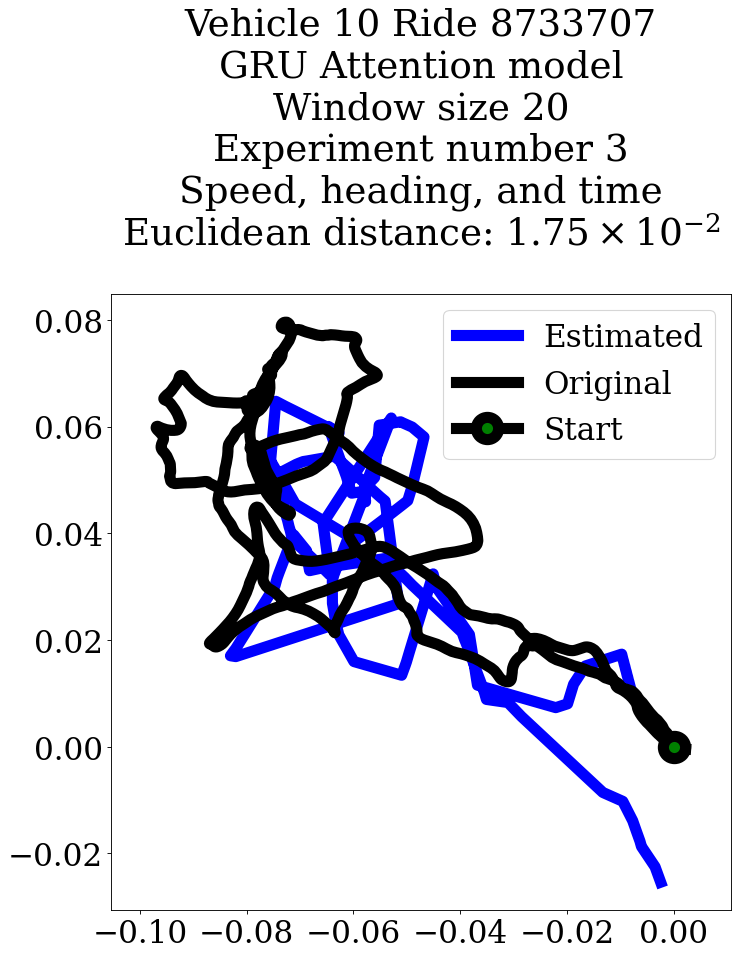 Vehicle 10 Ride 8733707
GRU Attention model
Window size 20
Experiment number 3
Speed, heading, and time
Euclidean distance: 1.75 × 10⁻²
Estimated
Original
Start
0.08
0.06
0.04
0.02
0.00
−0.02
−0.10 −0.08 −0.06 −0.04 −0.02 0.00